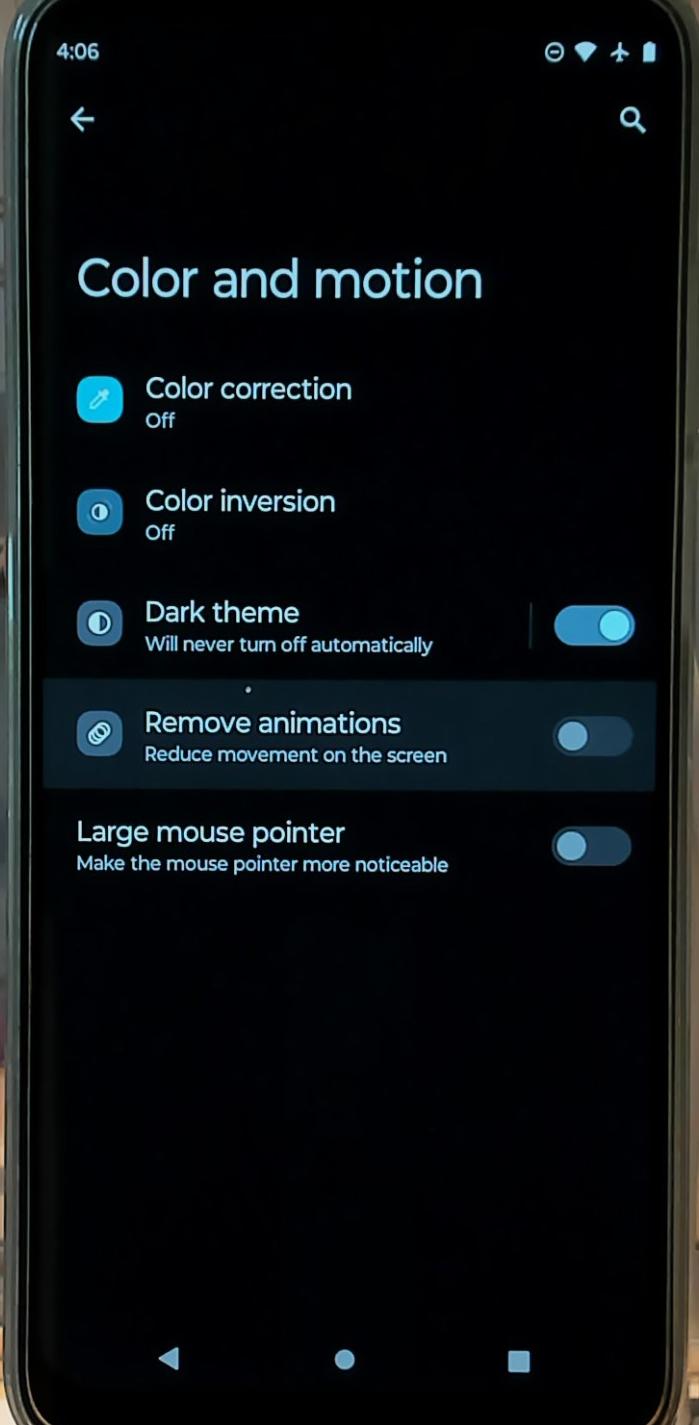 4:06
Color and motion
Color correction
Off
Color inversion
Off
Dark theme
Will never turn off automatically
Remove animations
Reduce movement on the screen
Large mouse pointer
Make the mouse pointer more noticeable